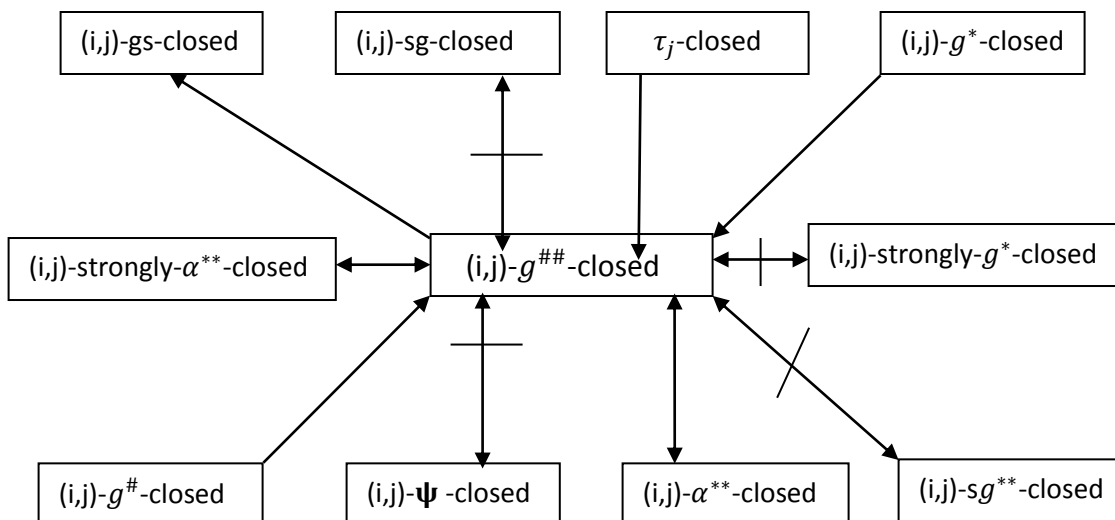 (i,j)-gs-closed
(i,j)-sg-closed
τⱼ-closed
(i,j)-g*-closed
(i,j)-strongly-α**-closed
(i,j)-g##-closed
(i,j)-strongly-g*-closed
(i,j)-g#-closed
(i,j)-ψ -closed
(i,j)-α**-closed
(i,j)-sg**-closed